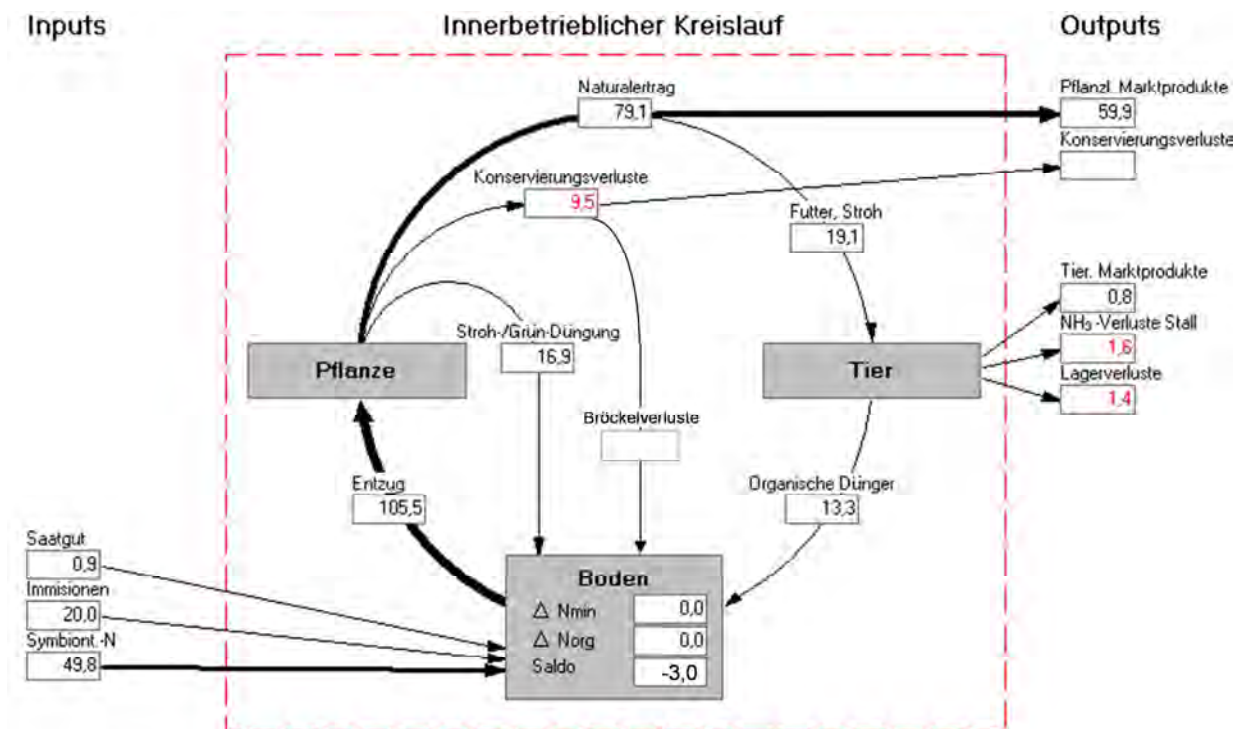 Inputs
Innerbetrieblicher Kreislauf
Outputs
Naturalertrag
79,1
Pflanzl. Marktprodukte
59,9
Konservierungsverluste
Konservierungsverluste
9,5
Futter, Stroh
19,1
Tier. Marktprodukte
0,8
NH₃-Verluste Stall
1,6
Lagerverluste
1,4
Stroh-/Grün-Düngung
16,9
Pflanze
Tier
Bröckelverluste
Entzug
105,5
Organische Dünger
13,3
Saatgut
0,9
Immisionen
20,0
Symbiont.-N
49,8
Boden
Δ Nmin 0,0
Δ Norg 0,0
Saldo -3,0